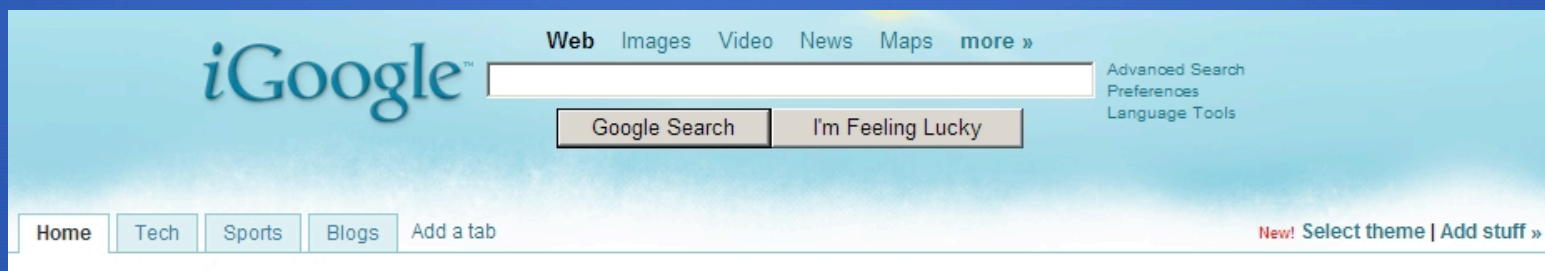 Web Images Video News Maps more »
iGoogle™
Advanced Search
Preferences
Language Tools
Google Search I'm Feeling Lucky
Home Tech Sports Blogs Add a tab New! Select theme | Add stuff »